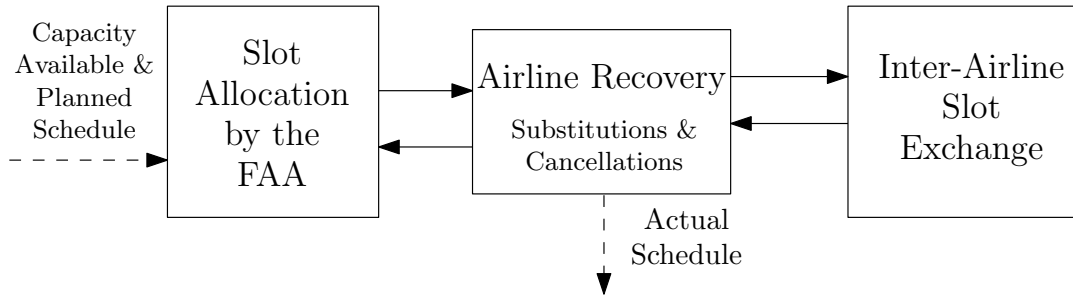 Capacity
Available &
Planned
Schedule
Slot
Allocation
by the
FAA
Airline Recovery
Substitutions &
Cancellations
Inter-Airline
Slot
Exchange
Actual
Schedule